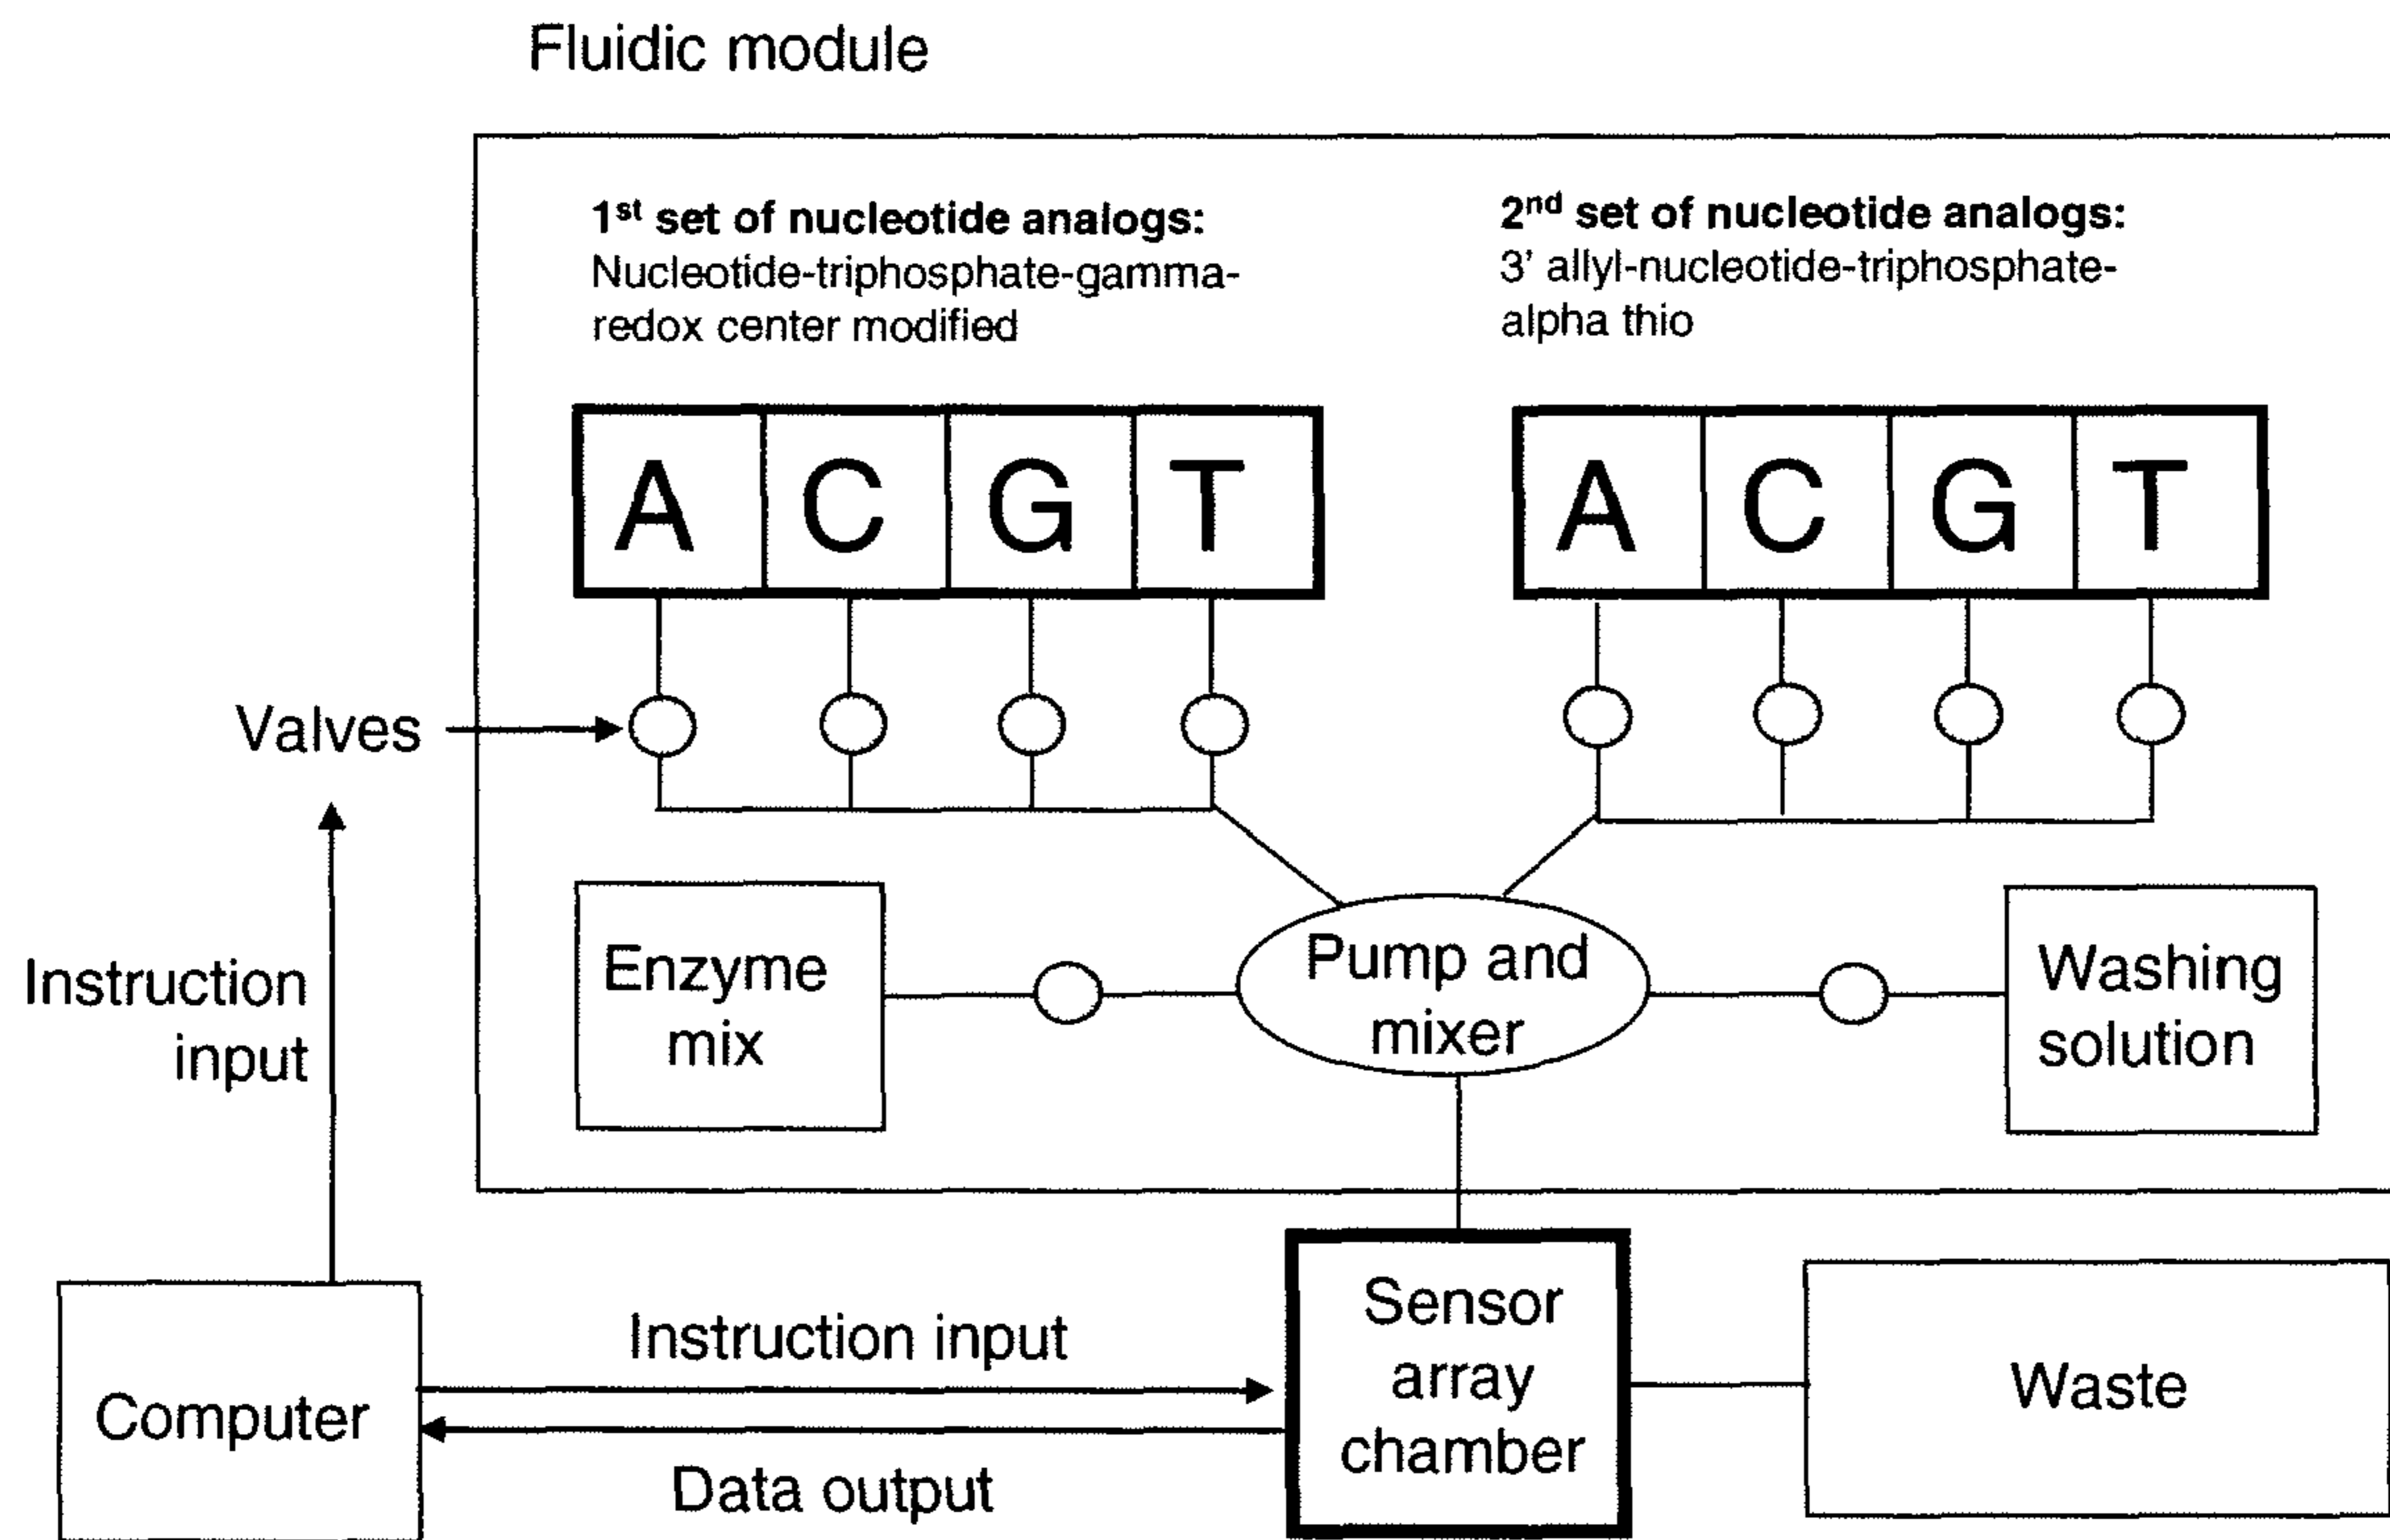 Fluidic module
1st set of nucleotide analogs:
Nucleotide-triphosphate-gamma-
redox center modified
2nd set of nucleotide analogs:
3' allyl-nucleotide-triphosphate-
alpha thio
A C G T
A C G T
Valves
Instruction
input
Enzyme
mix
Pump and
mixer
Washing
solution
Computer
Instruction input
Data output
Sensor
array
chamber
Waste